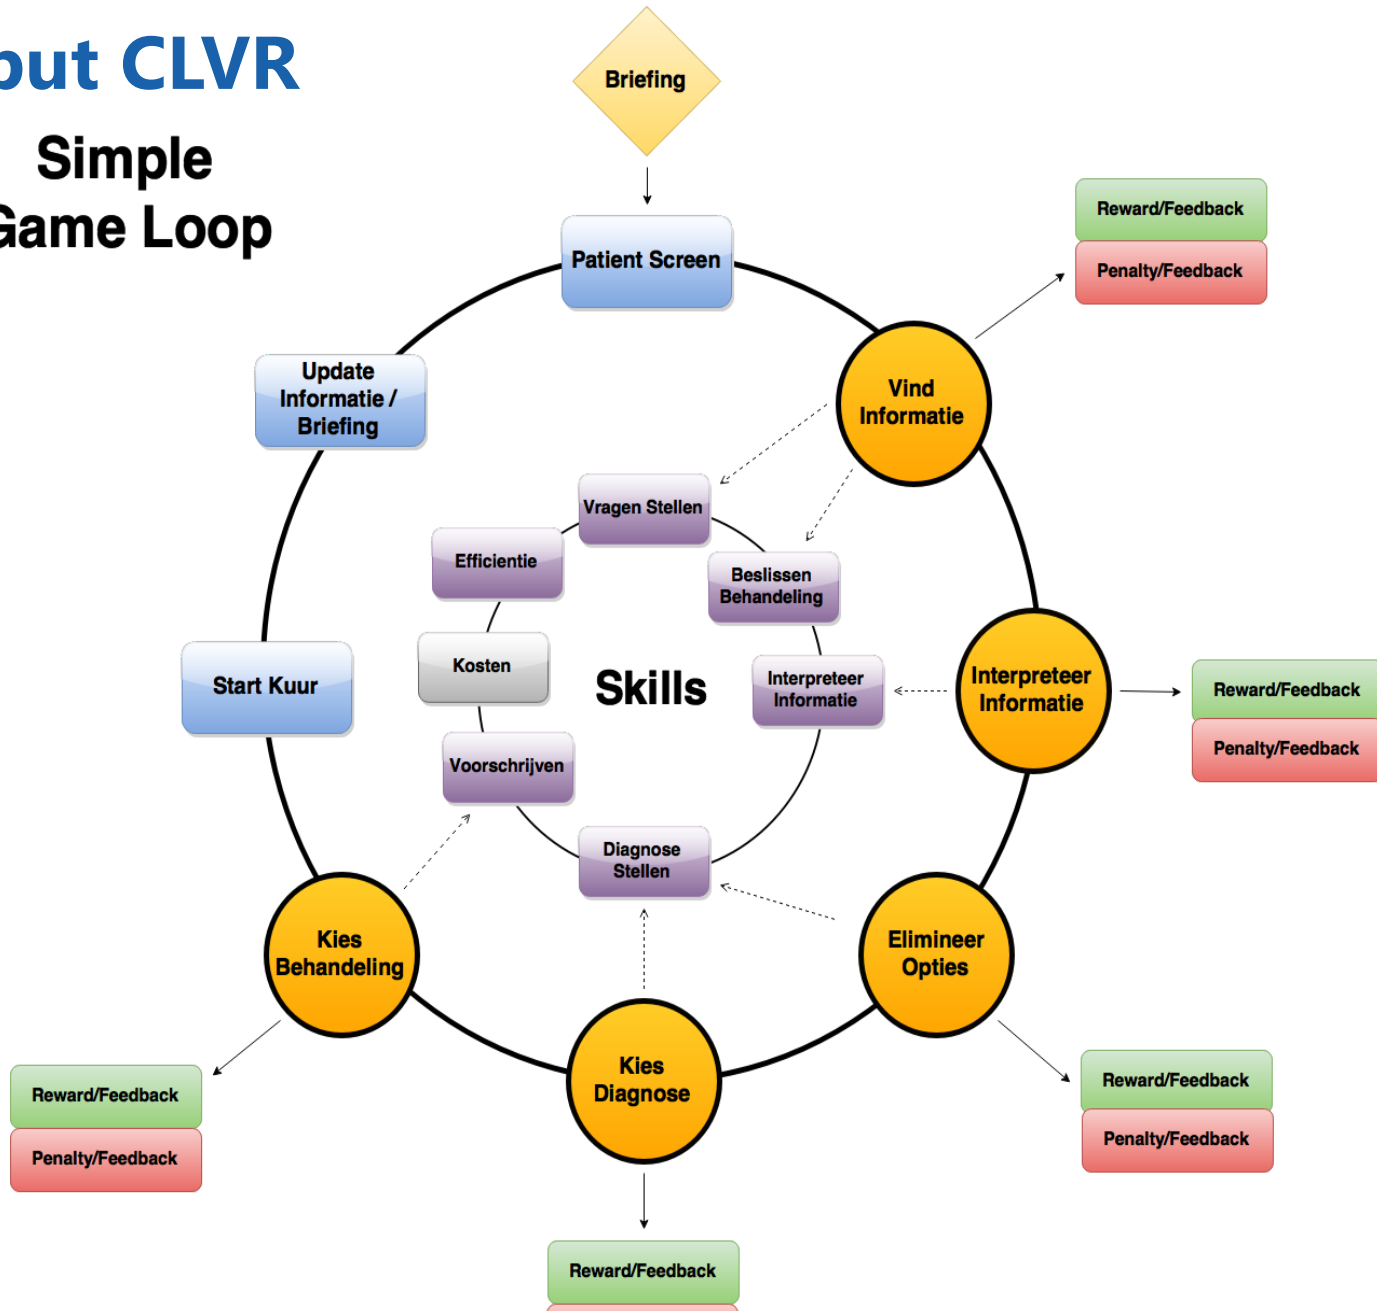 put CLVR
Simple
Game Loop
Briefing
Patient Screen
Reward/Feedback
Penalty/Feedback
Update
Informatie /
Briefing
Vind
Informatie
Vragen Stellen
Efficientie
Beslissen
Behandeling
Kosten
Skills
Interpreteer
Informatie
Interpreteer
Informatie
Reward/Feedback
Penalty/Feedback
Start Kuur
Voorschrijven
Diagnose
Stellen
Kies
Behandeling
Elimineer
Opties
Kies
Diagnose
Reward/Feedback
Penalty/Feedback
Reward/Feedback
Penalty/Feedback
Reward/Feedback